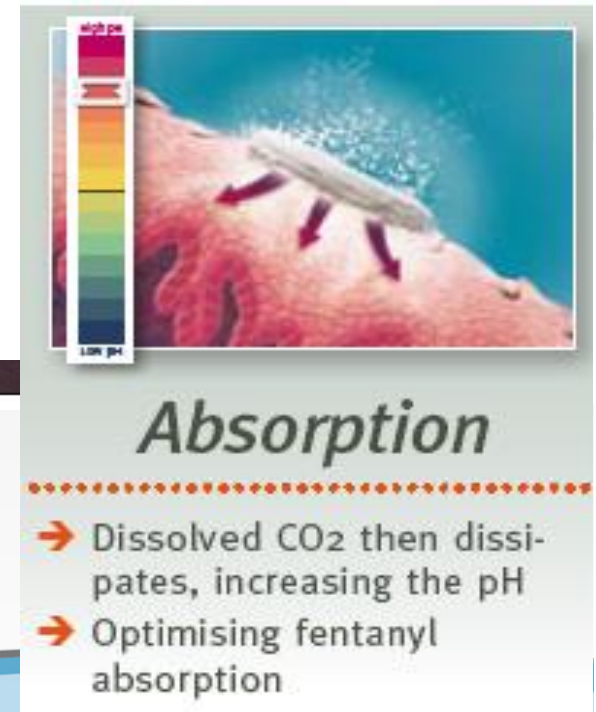 High pH
Low pH
Absorption
→ Dissolved CO2 then dissi-
pates, increasing the pH
→ Optimising fentanyl
absorption